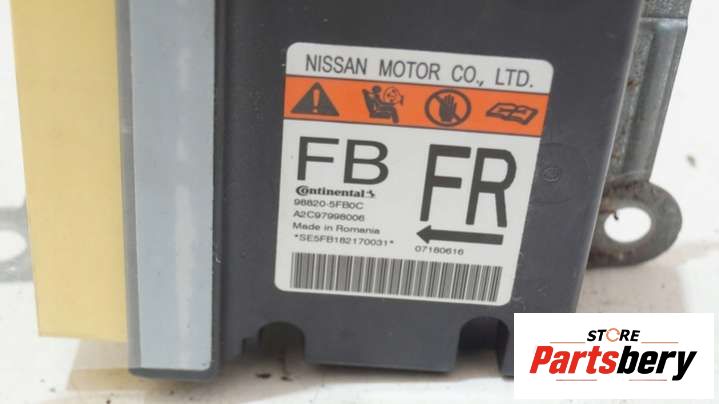 NISSAN MOTOR CO., LTD.
FB
FR
Continental
98820-5FB0C
A2C97998006
Made in Romania
*SE5FB182170031*
07180616
STORE
Partsbery